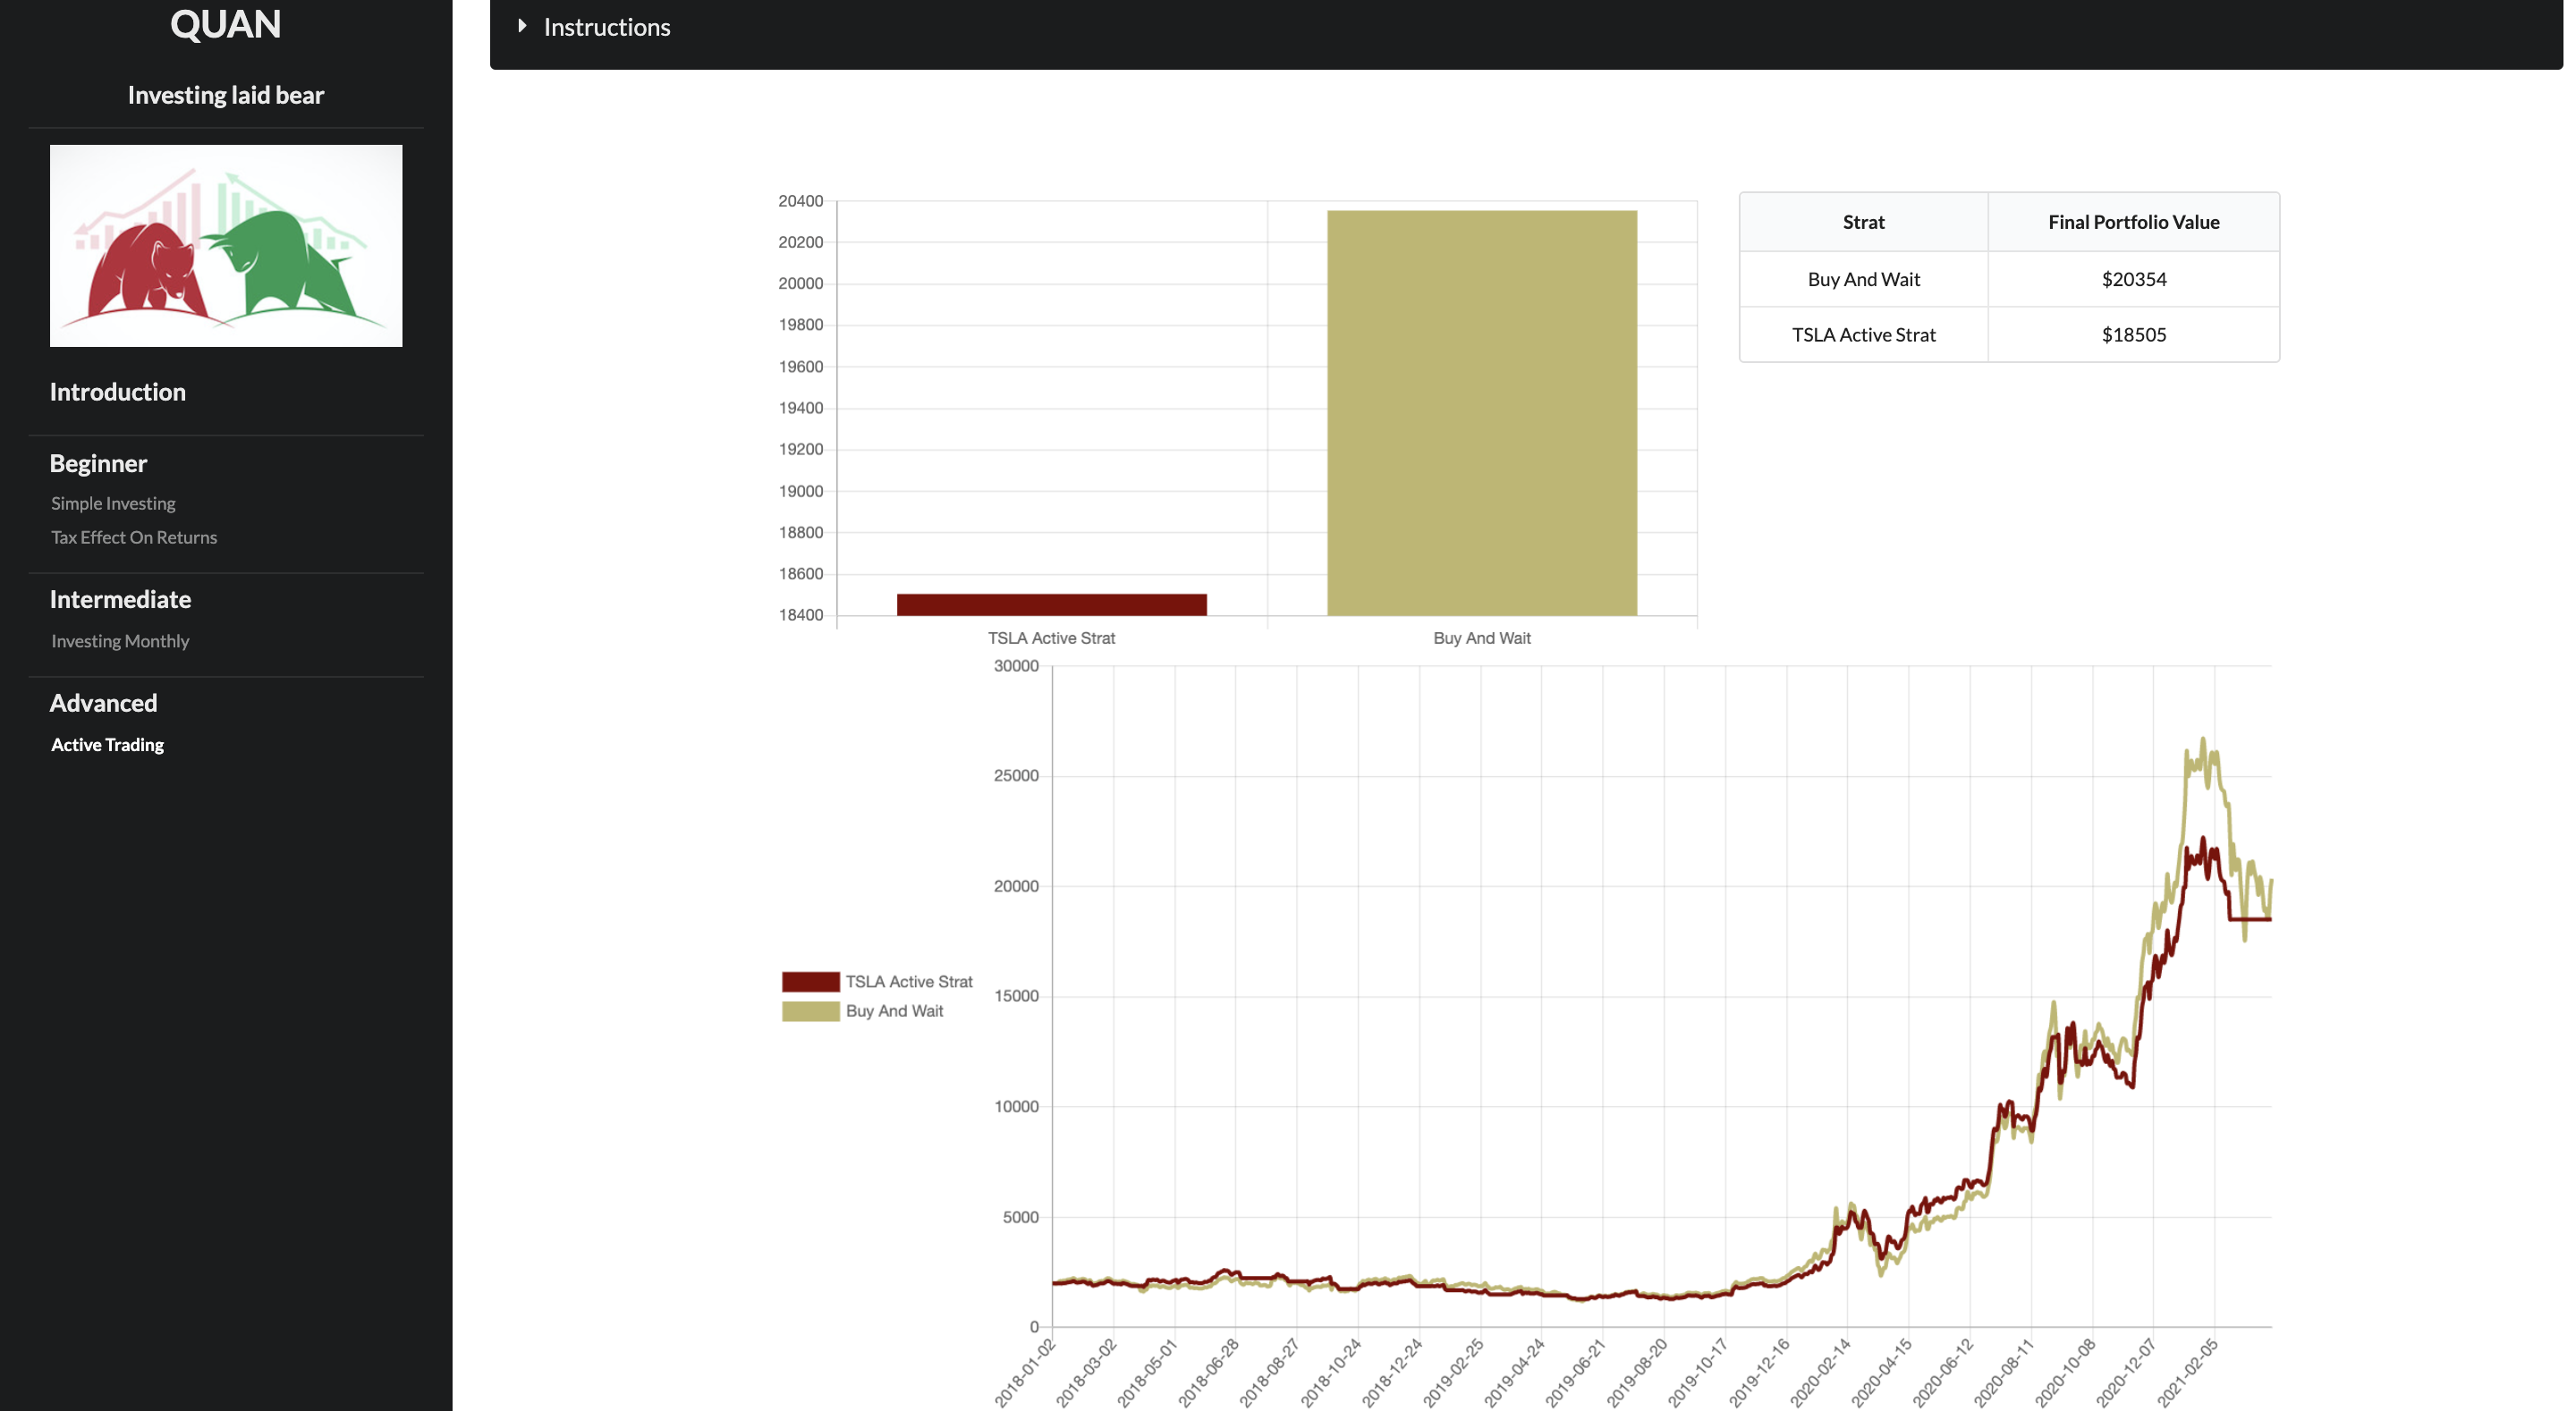 QUAN
Investing laid bear
Introduction
Beginner
Simple Investing
Tax Effect On Returns
Intermediate
Investing Monthly
Advanced
Active Trading
Instructions
20400
20200
20000
19800
19600
19400
19200
19000
18800
18600
18400
TSLA Active Strat
Buy And Wait
Strat Final Portfolio Value
Buy And Wait $20354
TSLA Active Strat $18505
TSLA Active Strat
Buy And Wait
30000
25000
20000
15000
10000
5000
0
2018-01-02
2018-03-02
2018-05-01
2018-06-28
2018-08-27
2018-10-24
2018-12-24
2019-02-25
2019-04-24
2019-06-21
2019-08-20
2019-10-17
2019-12-16
2020-02-14
2020-04-15
2020-06-12
2020-08-11
2020-10-08
2020-12-07
2021-02-05